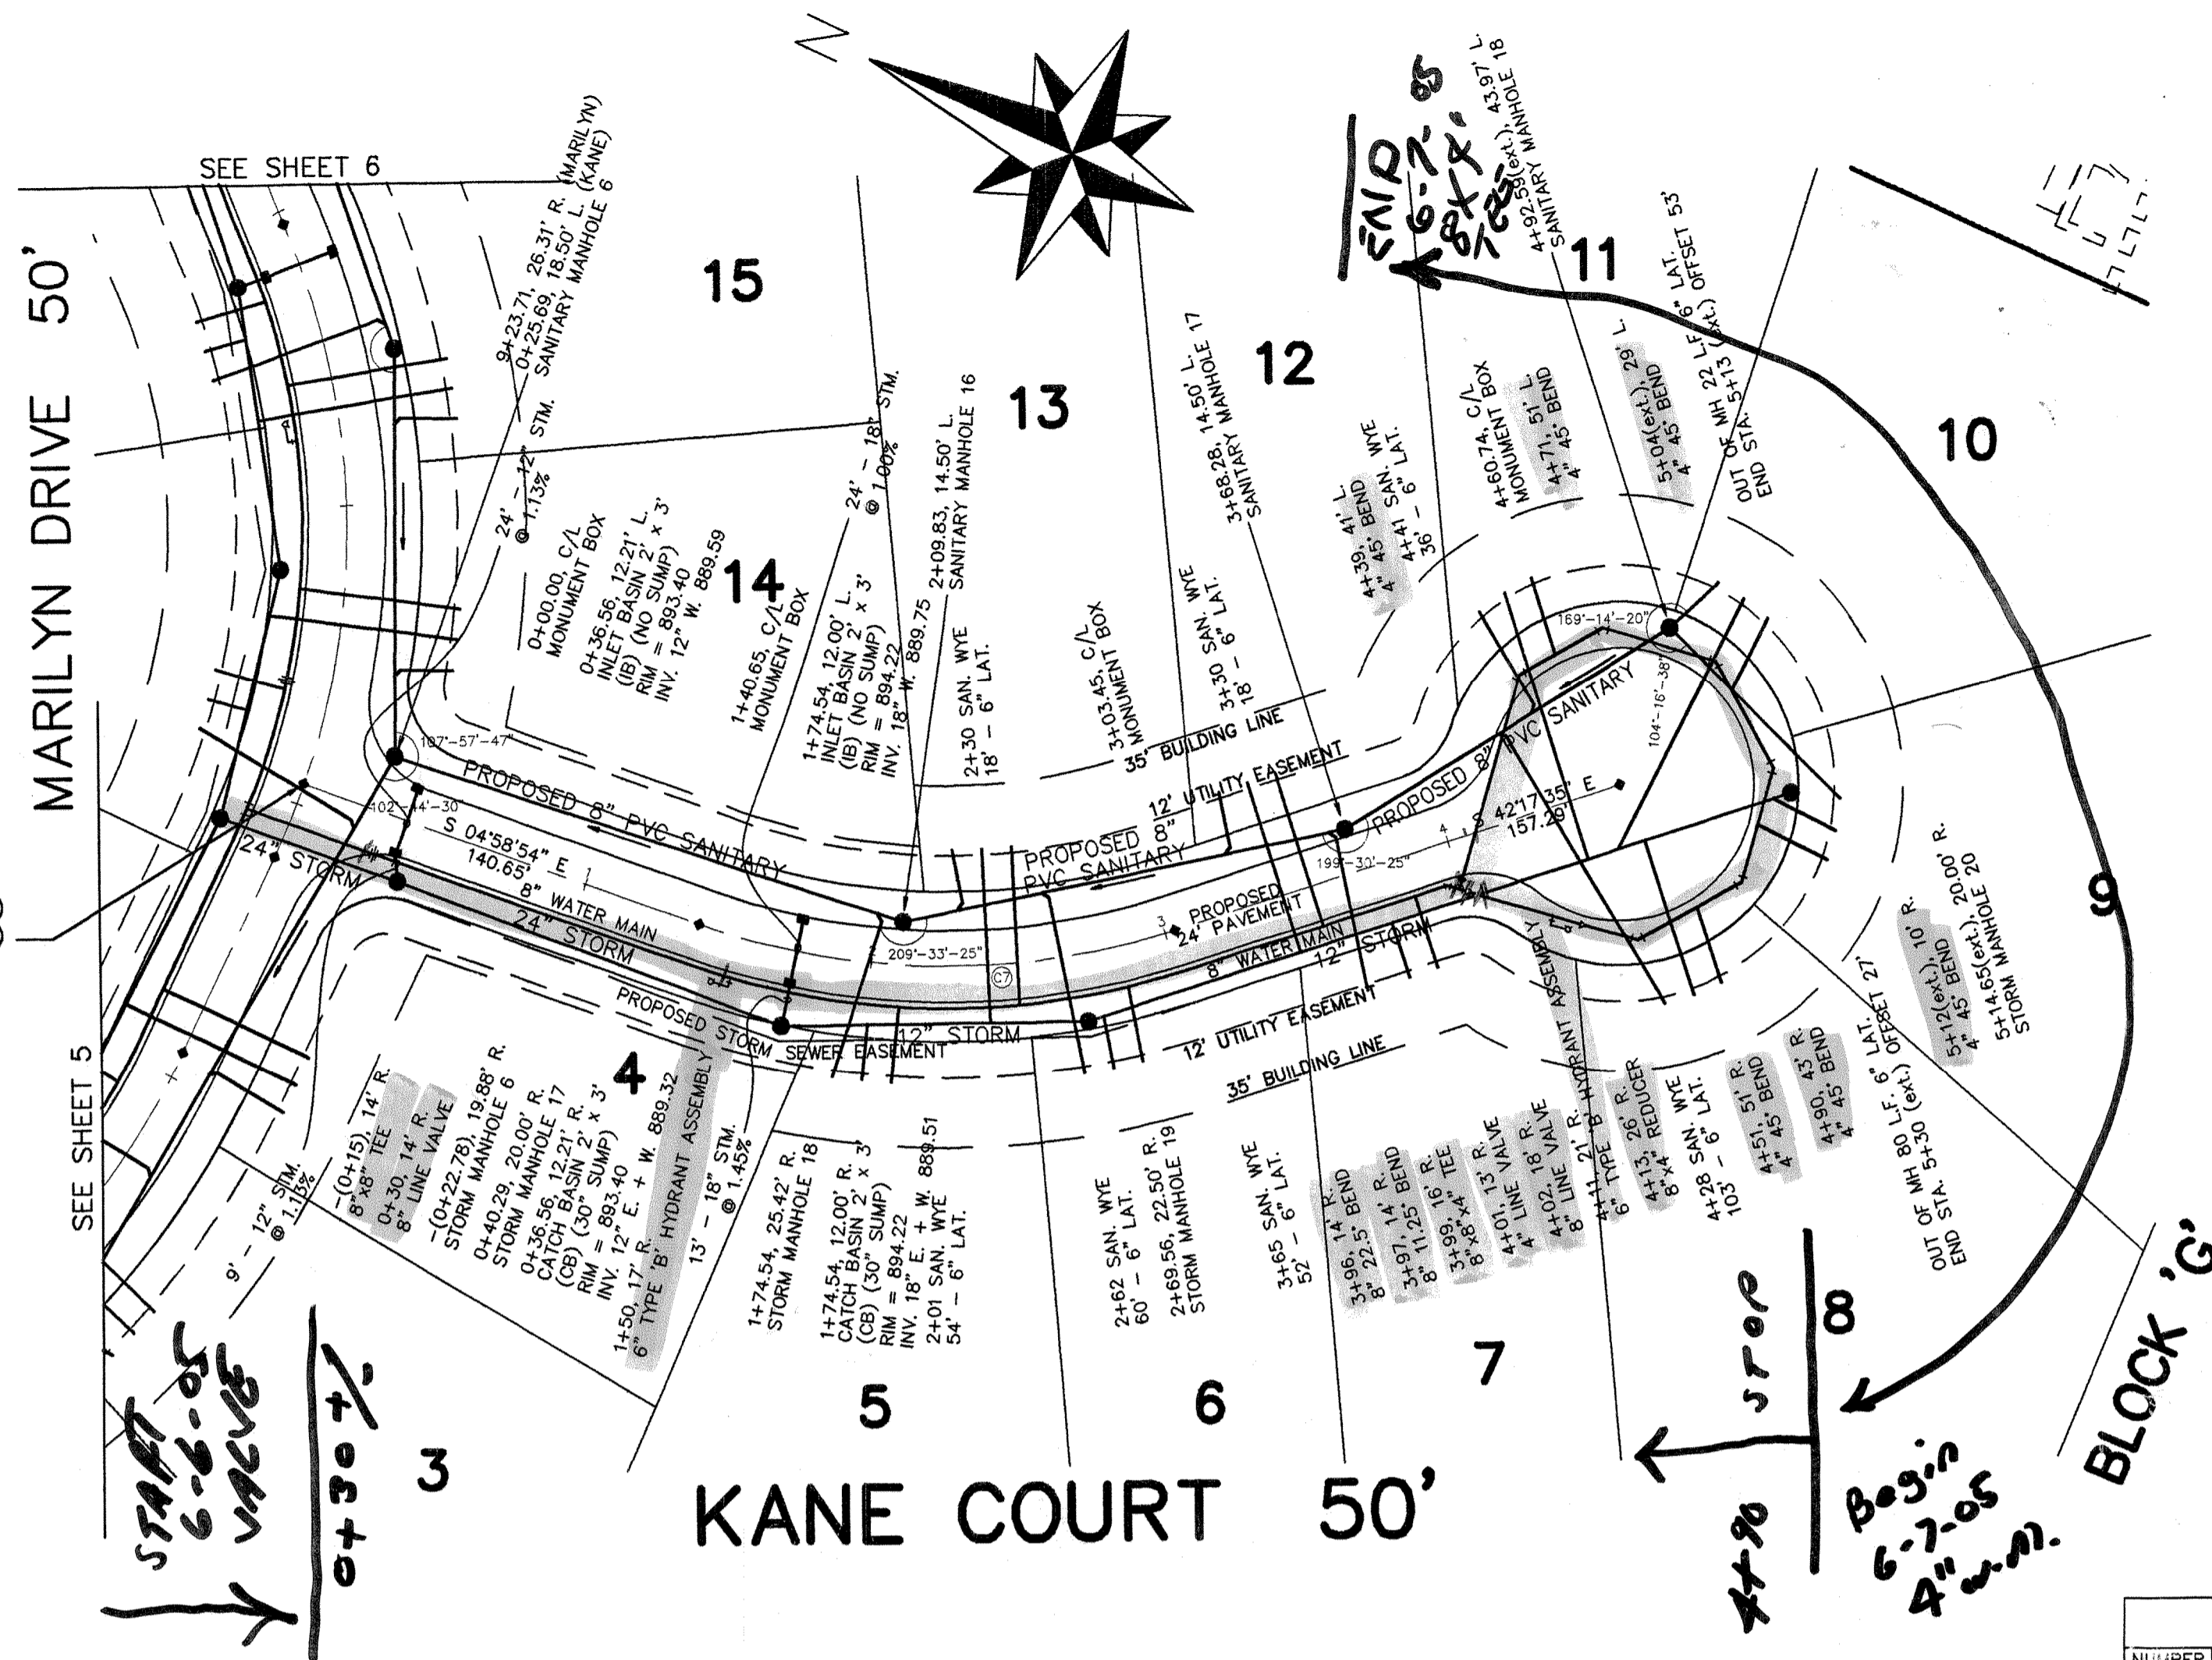 SEE SHEET 6
MARILYN DRIVE 50'
SEE SHEET 5
N
9+23.71, 26.31' R. (MARILYN)
0+25.69, 18.50' L. (KANE)
SANITARY MANHOLE 6
24' - 12" STM.
@ 1.13%
0+00.00, C/L
MONUMENT BOX
0+36.56, 12.21' L.
INLET BASIN 2' x 3'
(IB) (NO SUMP)
RIM = 893.40
INV. 12" W. 889.59
15
14
13
12
11
10
9
8
7
6
5
4
3
1+40.65, C/L
MONUMENT BOX
24' - 18" STM.
@ 1.00%
1+74.54, 12.00' L.
INLET BASIN 2' x 3'
(IB) (NO SUMP)
RIM = 894.22
INV. 18" W. 889.75
2+09.83, 14.50' L.
SANITARY MANHOLE 16
2+30 SAN. WYE
18' - 6" LAT.
3+03.45, C/L
MONUMENT BOX
3+30 SAN. WYE
18' - 6" LAT.
3+68.28, 14.50' L.
SANITARY MANHOLE 17
4+39, 41' L.
4" 45° BEND
4+41 SAN. WYE
36' - 6" LAT.
4+60.74, C/L
MONUMENT BOX
4+71, 51' L.
4" 45° BEND
4+92.59(ext.), 43.97' L.
SANITARY MANHOLE 18
5+04(ext.), 29' L.
4" 45° BEND
OUT OF MH 22 L.F. 6" LAT.
END STA. 5+13 (ext.) OFFSET 53'
END
6-7-05
8x4"
35' BUILDING LINE
12' UTILITY EASEMENT
107°-57'-47"
102°-44'-30"
PROPOSED 8" PVC SANITARY
S 04°58'54" E
140.65'
1
8" WATER MAIN
24" STORM
24" STORM
209°-33'-25"
2
C7
PROPOSED 8"
PVC SANITARY
3
PROPOSED
24' PAVEMENT
199°-30'-25"
8" WATER MAIN
12" STORM
12" STORM
PROPOSED 8" PVC SANITARY
4
S 42°17'35" E
157.29'
169°-14'-20"
104°-16'-38"
PROPOSED STORM SEWER EASEMENT
12' UTILITY EASEMENT
35' BUILDING LINE
9' - 12" STM.
@ 1.13%
-(0+15), 14' R.
8"x8" TEE
0+30, 14' R.
8" LINE VALVE
-(0+22.78), 19.88' R.
STORM MANHOLE 6
0+40.29, 20.00' R.
STORM MANHOLE 17
0+36.56, 12.21' R.
CATCH BASIN 2' x 3'
(CB) (30" SUMP)
RIM = 893.40
INV. 12" E. + W. 889.32
1+50, 17' R.
6" TYPE 'B' HYDRANT ASSEMBLY
13' - 18" STM.
@ 1.45%
1+74.54, 25.42' R.
STORM MANHOLE 18
1+74.54, 12.00' R.
CATCH BASIN 2' x 3'
(CB) (30" SUMP)
RIM = 894.22
INV. 18" E. + W. 889.51
2+01 SAN. WYE
54' - 6" LAT.
2+62 SAN. WYE
60' - 6" LAT.
2+69.56, 22.50' R.
STORM MANHOLE 19
3+65 SAN. WYE
52' - 6" LAT.
3+96, 14' R.
8" 22.5° BEND
3+97, 14' R.
8" 11.25° BEND
3+99, 16' R.
8"x8"x4" TEE
4+01, 13' R.
4" LINE VALVE
4+02, 18' R.
8" LINE VALVE
4+11, 21' R.
6" TYPE 'B' HYDRANT ASSEMBLY
4+13, 26' R.
8"x4" REDUCER
4+28 SAN. WYE
103' - 6" LAT.
4+51, 51' R.
4" 45° BEND
4+90, 43' R.
4" 45° BEND
OUT OF MH 80 L.F. 6" LAT.
END STA. 5+30 (ext.) OFFSET 27'
5+12(ext.), 10' R.
4" 45° BEND
5+14.65(ext.), 20.00' R.
STORM MANHOLE 20
START
6-6-05
VALVE
0+30 +/-
KANE COURT 50'
STOP
4+90
Begin
6-7-05
4" W.M.
BLOCK 'G'
NUMBER